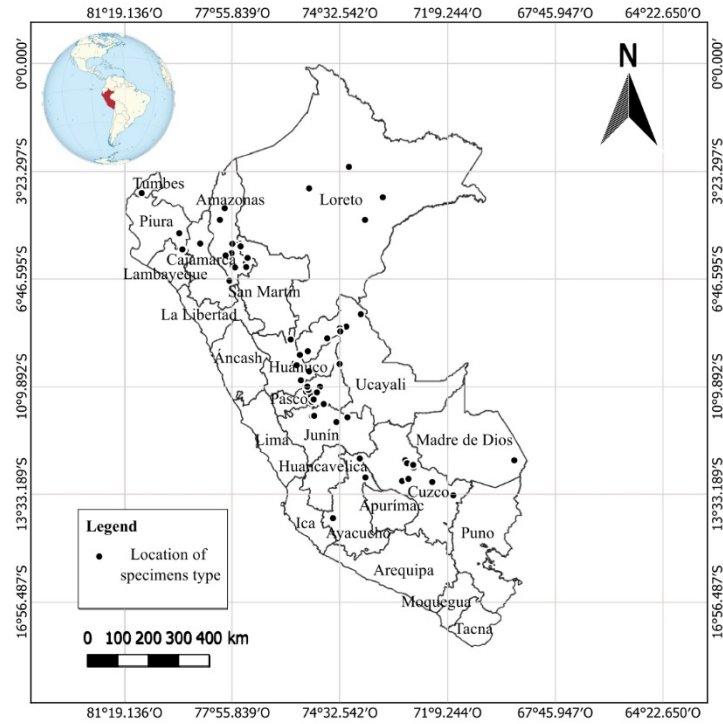 81°19.136′O 77°55.839′O 74°32.542′O 71°9.244′O 67°45.947′O 64°22.650′O
0°0.000′
3°23.297′S
6°46.595′S
10°9.892′S
13°33.189′S
16°56.487′S
N
0°0.000′
3°23.297′S
6°46.595′S
10°9.892′S
13°33.189′S
16°56.487′S
Tumbes
Amazonas
Loreto
Piura
Cajamarca
Lambayeque
San Martín
La Libertad
Áncash
Huánuco
Ucayali
Pasco
Lima
Junín
Madre de Dios
Huancavelica
Cuzco
Apurímac
Ica
Ayacucho
Puno
Arequipa
Moquegua
Tacna
Legend
Location of
specimens type
0 100 200 300 400 km
81°19.136′O 77°55.839′O 74°32.542′O 71°9.244′O 67°45.947′O 64°22.650′O